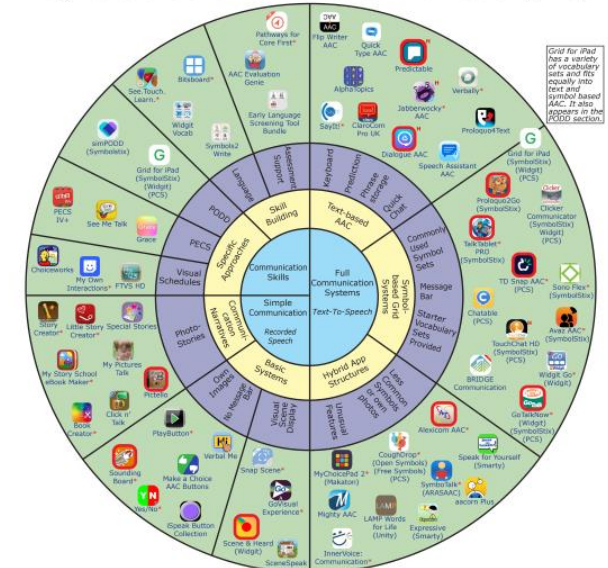 Pathways for
Core First*
Flip Writer
AAC
Quick
Type AAC
Predictable
Bitsboard*
AAC Evaluation
Genie
AlphaTopics
Verbally*
Jabberwocky
AAC*
See.Touch.
Learn.*
Widgit
Vocab
Early Language
Screening Tool
Bundle
SayIt!*
ClaroCom
Pro UK
Proloquo4Text
Symbols2
Write
Dialogue AAC*
Speech Assistant
AAC
Grid for iPad
has a variety
of vocabulary
sets and fits
equally into
text and
symbol based
AAC. It also
appears in the
PODD section.
simPODD
(Symbolstix)
Grid for iPad
(SymbolStix)
(Widgit)
(PCS)
Grid for iPad
(SymbolStix)
(Widgit)
(PCS)
PECS
IV+
See Me Talk
Grace
Proloquo2Go
(SymbolStix)
Clicker
Communicator
(SymbolStix)
(Widgit)
(PCS)
TalkTablet*
PRO
(SymbolStix)
Choiceworks
My Own
Interactions*
FTVS HD
TD Snap AAC*
(PCS)
Sono Flex*
(SymbolStix)
Chatable
(PCS)
Avaz AAC*
(SymbolStix)
TouchChat HD
(SymbolStix)
(PCS)
Widgit Go*
(Widgit)
BRIDGE
Communication
GoTalkNow*
(Widgit)
(SymbolStix)
(PCS)
Story
Creator*
Little Story
Creator*
Special Stories
My Story School
eBook Maker*
My Pictures
Talk
Pictello
Book
Creator*
Click n'
Talk
PlayButton*
Verbal Me
Sounding
Board*
Make a Choice
AAC Buttons
Yes/No*
iSpeak Button
Collection
Snap Scene*
GoVisual
Experience*
Scene & Heard
(Widgit)
SceneSpeak
MyChoicePad 2*
(Makaton)
CoughDrop*
(Open Symbols)
(Free Symbols)
(PCS)
Alexicom AAC*
Speak for Yourself
(Smarty)
SymboTalk*
(ARASAAC)
aacorn Plus
Mighty AAC
LAMP Words
for Life
(Unity)
Expressive
(Smarty)
InnerVoice:
Communication*
Language
Assessment
Support
Keyboard
Prediction
Phrase
storage
Quick
Chat
PODD
PECS
Visual
Schedules
Photo-
Stories
Own
Images
No Message
Bar
Visual
Scene
Display
Unusual
Features
Less
Common
Symbols
or own
photos
Commonly
Used
Symbol
Sets
Message
Bar
Starter
Vocabulary
Sets
Provided
Skill
Building
Text-based
AAC
Specific
Approaches
Symbol-
based Grid
Systems
Communi-
cation
Narratives
Basic
Systems
Hybrid App
Structures
Communication
Skills
Full
Communication
Systems
Text-To-Speech
Simple
Communication
Recorded
Speech